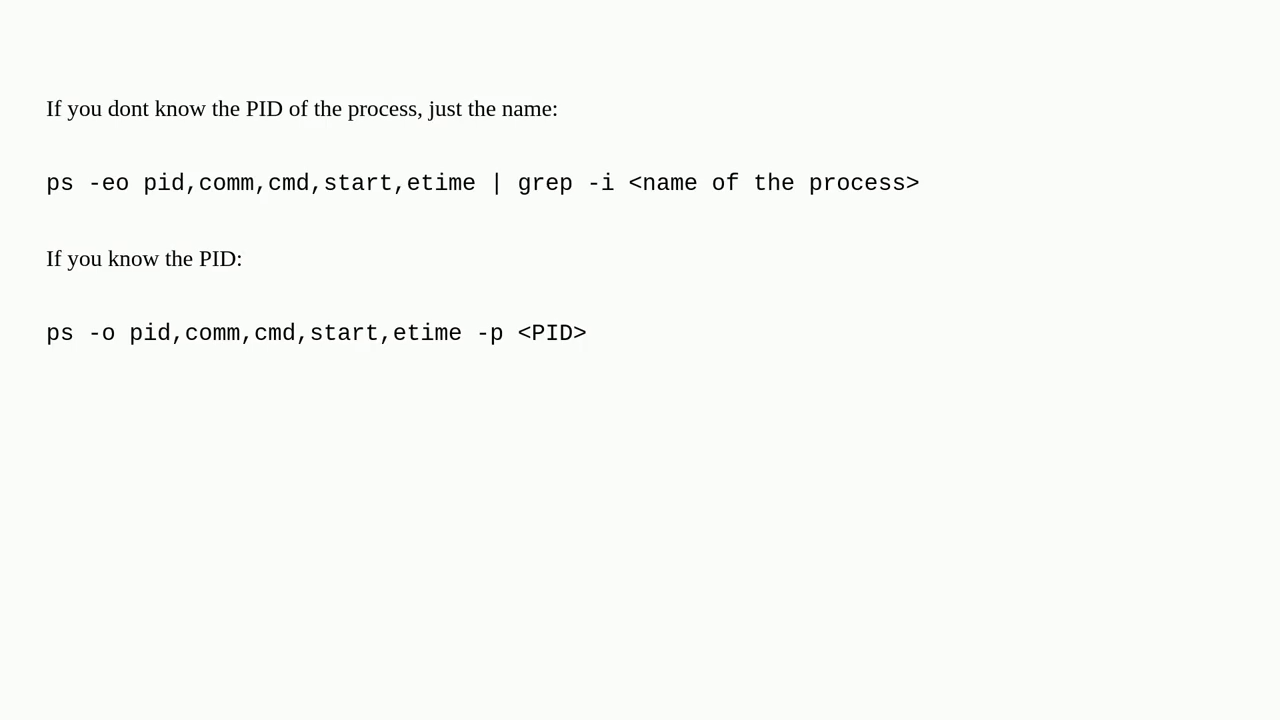 If you dont know the PID of the process, just the name:
ps -eo pid,comm,cmd,start,etime | grep -i <name of the process>
If you know the PID:
ps -o pid,comm,cmd,start,etime -p <PID>